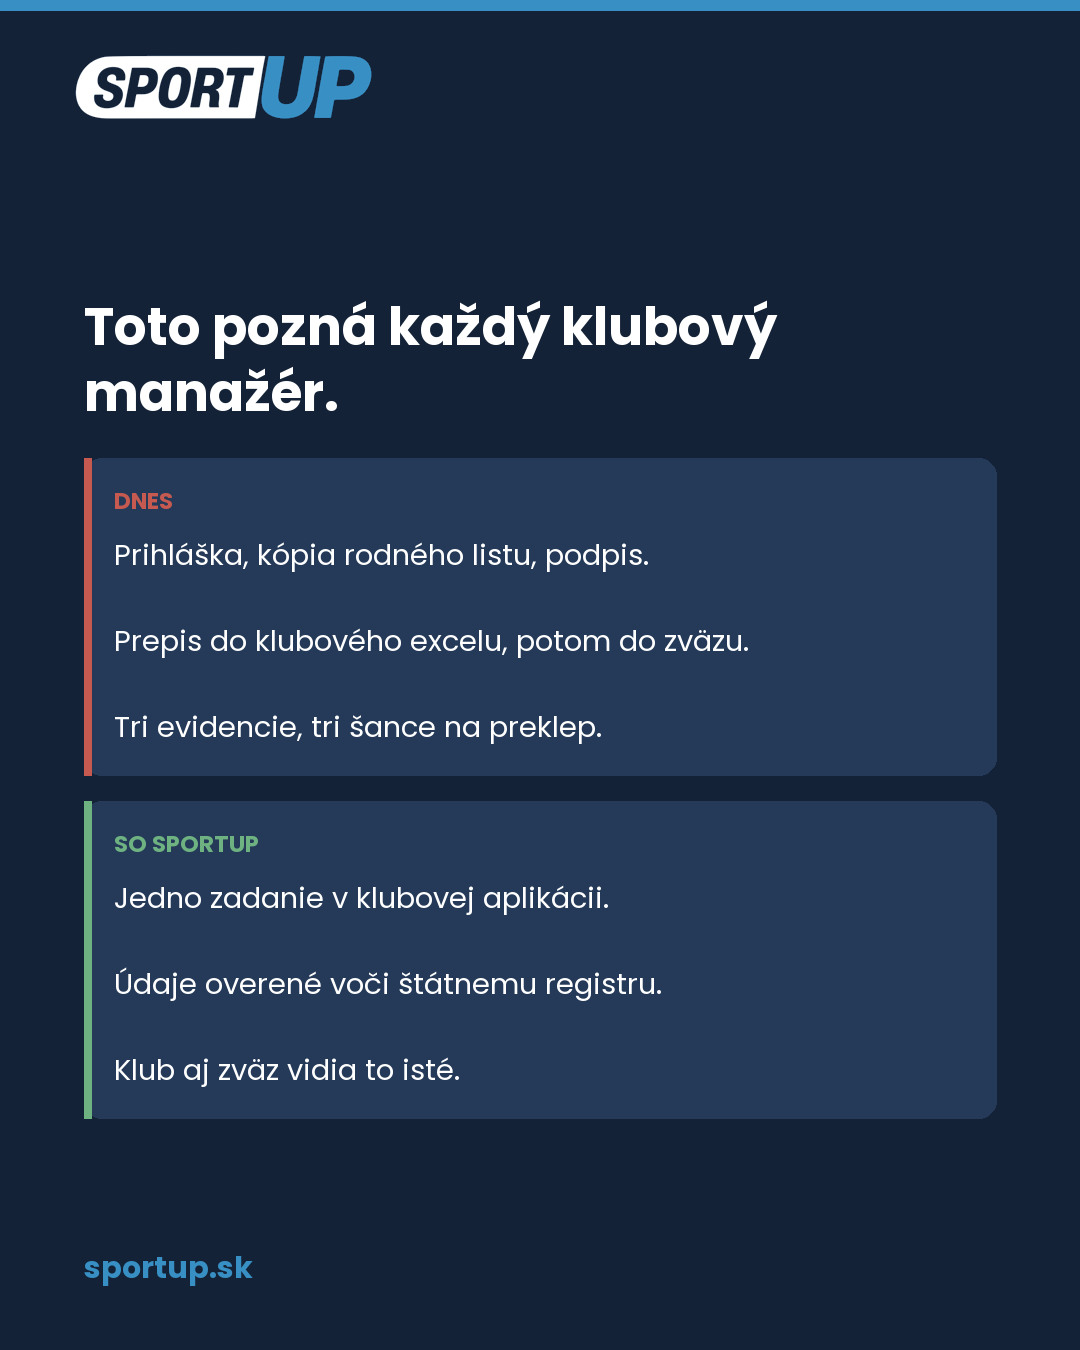 SPORTUP
Toto pozná každý klubový
manažér.
DNES
Prihláška, kópia rodného listu, podpis.
Prepis do klubového excelu, potom do zväzu.
Tri evidencie, tri šance na preklep.
SO SPORTUP
Jedno zadanie v klubovej aplikácii.
Údaje overené voči štátnemu registru.
Klub aj zväz vidia to isté.
sportup.sk